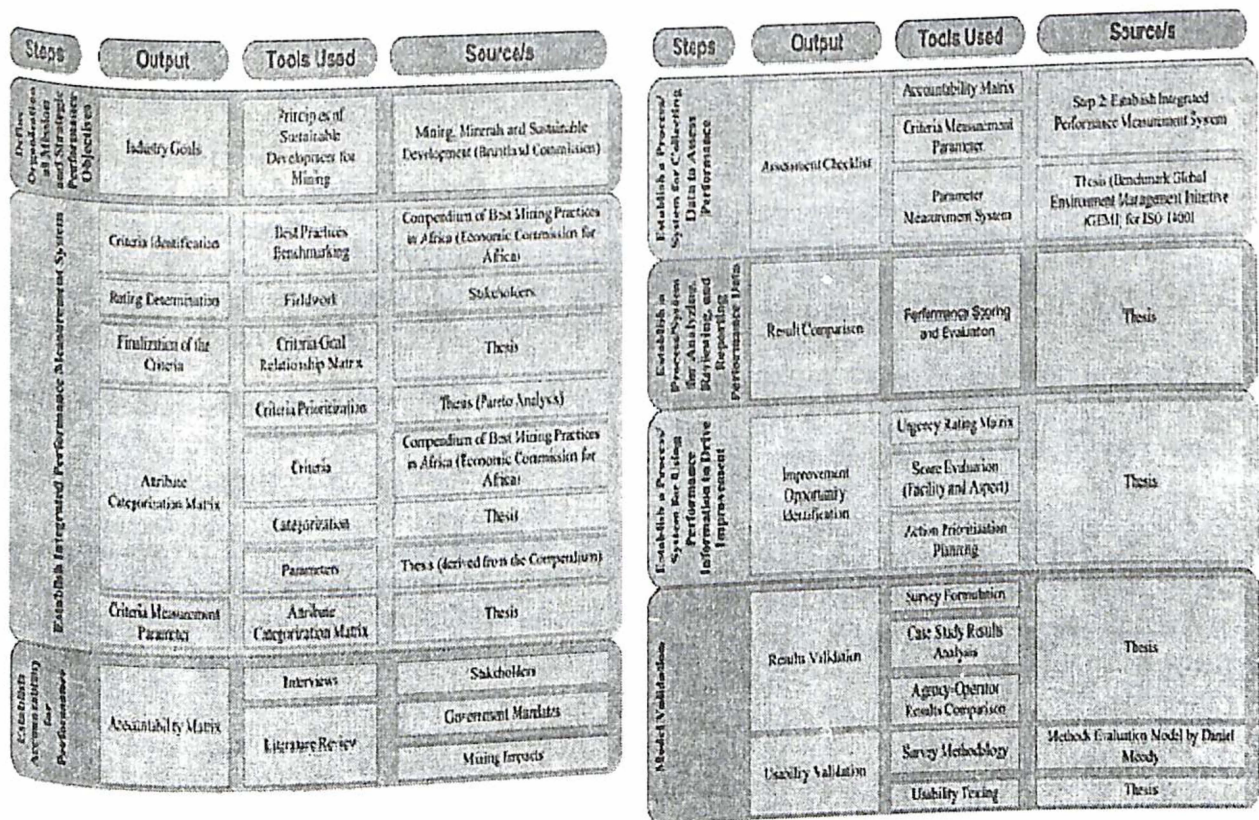 Steps
Output
Tools Used
Source/s
Define
Organizational
Mission
and Strategic
Performance
Objectives
Industry Goals
Principles of
Sustainable
Development for
Mining
Mining, Minerals and Sustainable
Development (Bruntland Commission)
Establish Integrated Performance Measurement System
Criteria Identification
Best Practices
Benchmarking
Compendium of Best Mining Practices
in Africa (Economic Commission for
Africa)
Rating Determination
Fieldwork
Stakeholders
Finalization of the
Criteria
Criteria-Goal
Relationship Matrix
Thesis
Attribute
Categorization Matrix
Criteria Prioritization
Thesis (Pareto Analysis)
Criteria
Compendium of Best Mining Practices
in Africa (Economic Commission for
Africa)
Categorization
Thesis
Parameters
Thesis (derived from the Compendium)
Criteria Measurement
Parameter
Attribute
Categorization Matrix
Thesis
Establish
Accountability
for
Performance
Accountability Matrix
Interviews
Stakeholders
Literature Review
Government Mandates
Mining Impacts
Steps
Output
Tools Used
Source/s
Establish a Process/
System for Collecting
Data to Assess
Performance
Assessment Checklist
Accountability Matrix
Criteria Measurement
Parameter
Step 2: Establish Integrated
Performance Measurement System
Parameter
Measurement System
Thesis (Benchmark Global
Environment Management Initiative
(GEMI) for ISO 14001
Establish
Process/System
for Analyzing,
Reviewing, and
Reporting
Performance Data
Result Comparison
Performance Scoring
and Evaluation
Thesis
Establish a Process/
System for Using
Performance
Information to Drive
Improvement
Improvement
Opportunity
Identification
Urgency Rating Matrix
Score Evaluation
(Facility and Aspect)
Action Prioritization
Planning
Thesis
Model Validation
Results Validation
Survey Formulation
Case Study Results
Analysis
Agency-Operator
Results Comparison
Thesis
Usability Validation
Survey Methodology
Methods Evaluation Model by Daniel
Moody
Usability Testing
Thesis